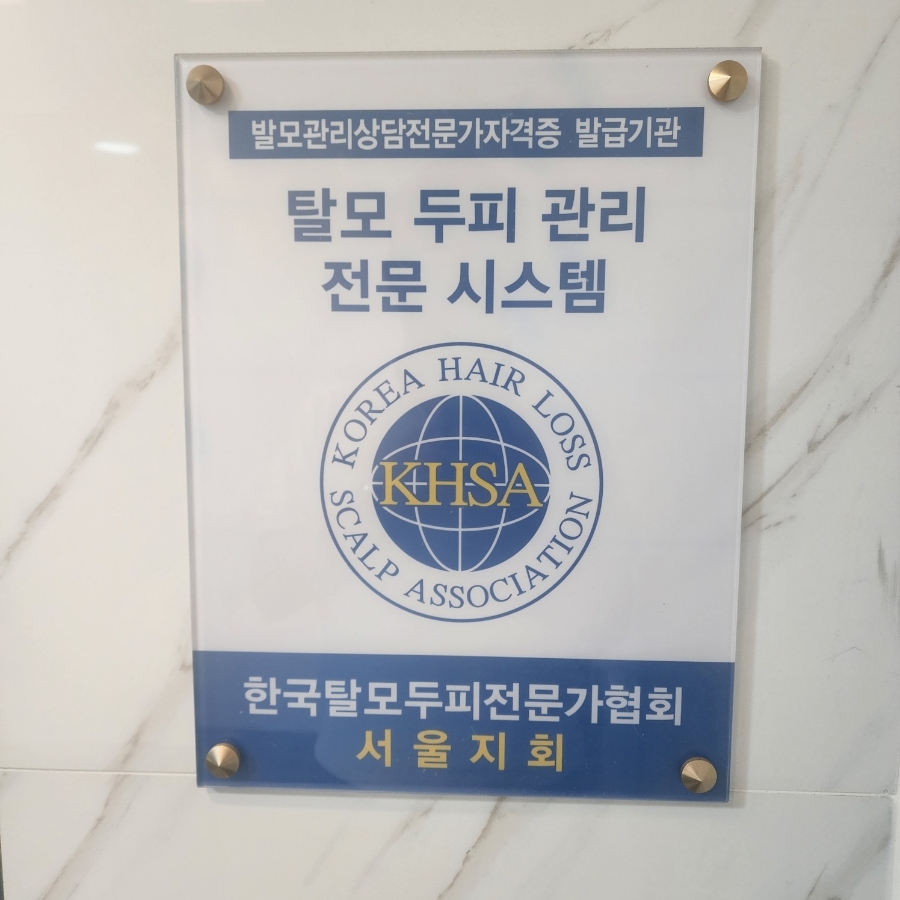 발모관리상담전문가자격증 발급기관
탈모 두피 관리
전문 시스템
KOREA HAIR LOSS
KHSA
SCALP ASSOCIATION
한국탈모두피전문가협회
서울지회